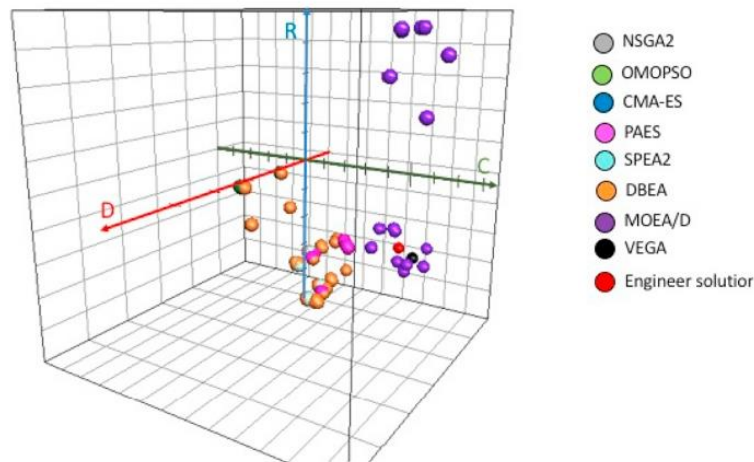 R
C
D
NSGA2
OMOPSO
CMA-ES
PAES
SPEA2
DBEA
MOEA/D
VEGA
Engineer solution